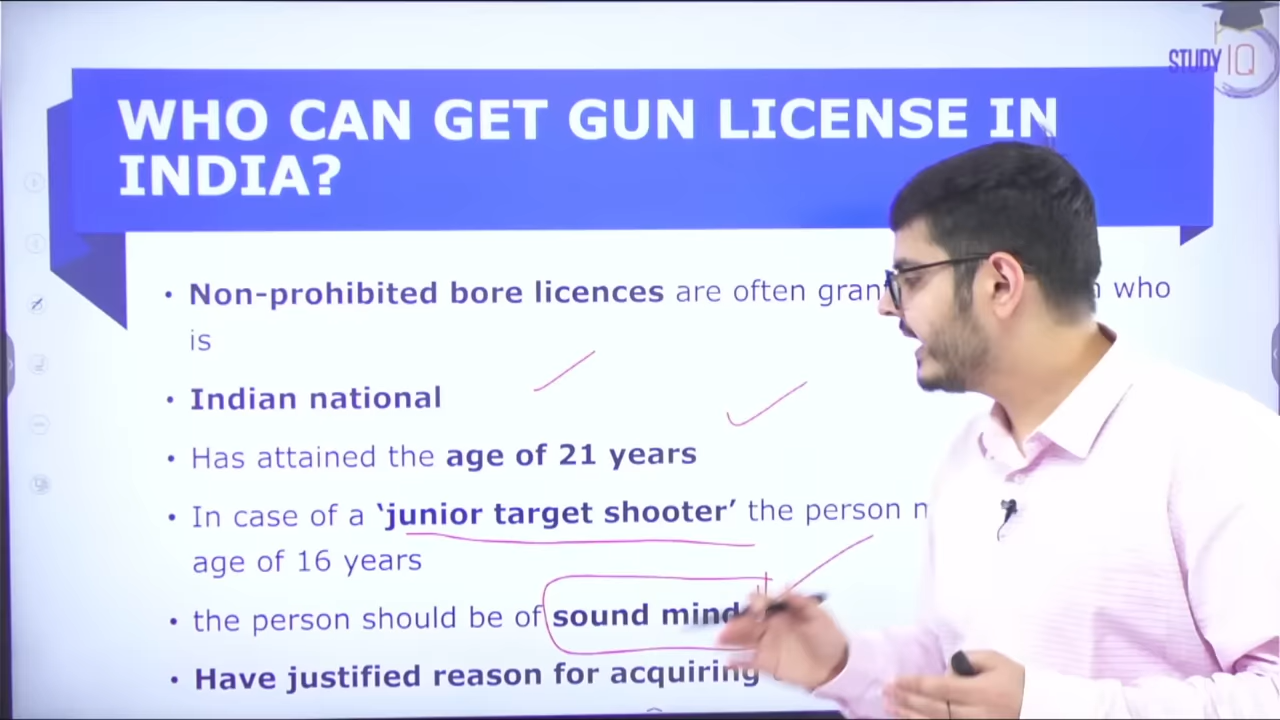 STUDY IQ
WHO CAN GET GUN LICENSE IN
INDIA?
• Non-prohibited bore licences are often who
is
• Indian national
• Has attained the age of 21 years
• In case of a ‘junior target shooter’ the person
age of 16 years
• the person should be of sound mind
• Have justified reason for acquiring